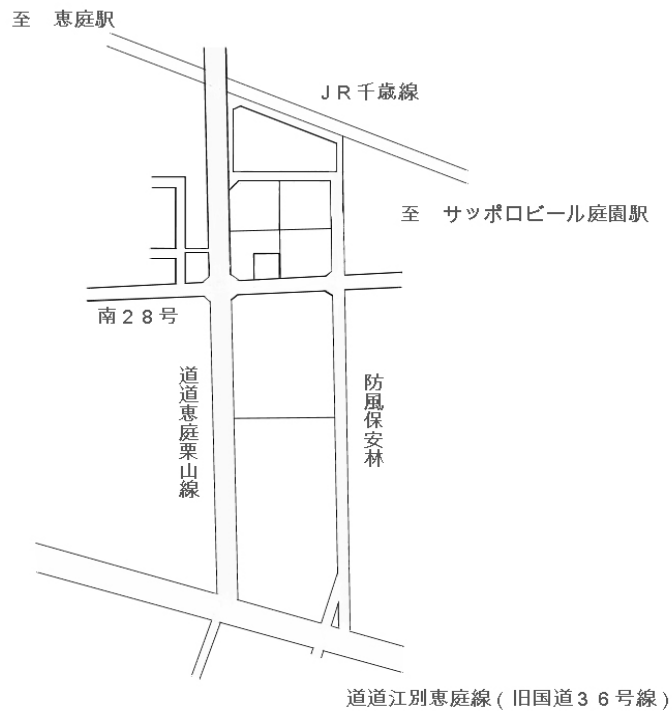 至　恵庭駅
ＪＲ千歳線
至　サッポロビール庭園駅
南２８号
道道恵庭栗山線
防風保安林
道道江別恵庭線（旧国道３６号線）